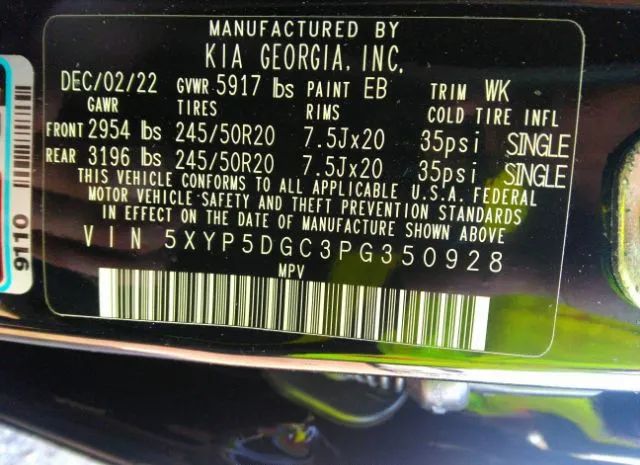 MANUFACTURED BY
KIA GEORGIA, INC.
DEC/02/22 GVWR 5917 lbs PAINT EB TRIM WK
GAWR TIRES RIMS COLD TIRE INFL
FRONT 2954 lbs 245/50R20 7.5Jx20 35psi SINGLE
REAR 3196 lbs 245/50R20 7.5Jx20 35psi SINGLE
THIS VEHICLE CONFORMS TO ALL APPLICABLE U.S.A. FEDERAL
MOTOR VEHICLE SAFETY AND THEFT PREVENTION STANDARDS
IN EFFECT ON THE DATE OF MANUFACTURE SHOWN ABOVE
VIN 5XYP5DGC3PG350928
MPV
9110